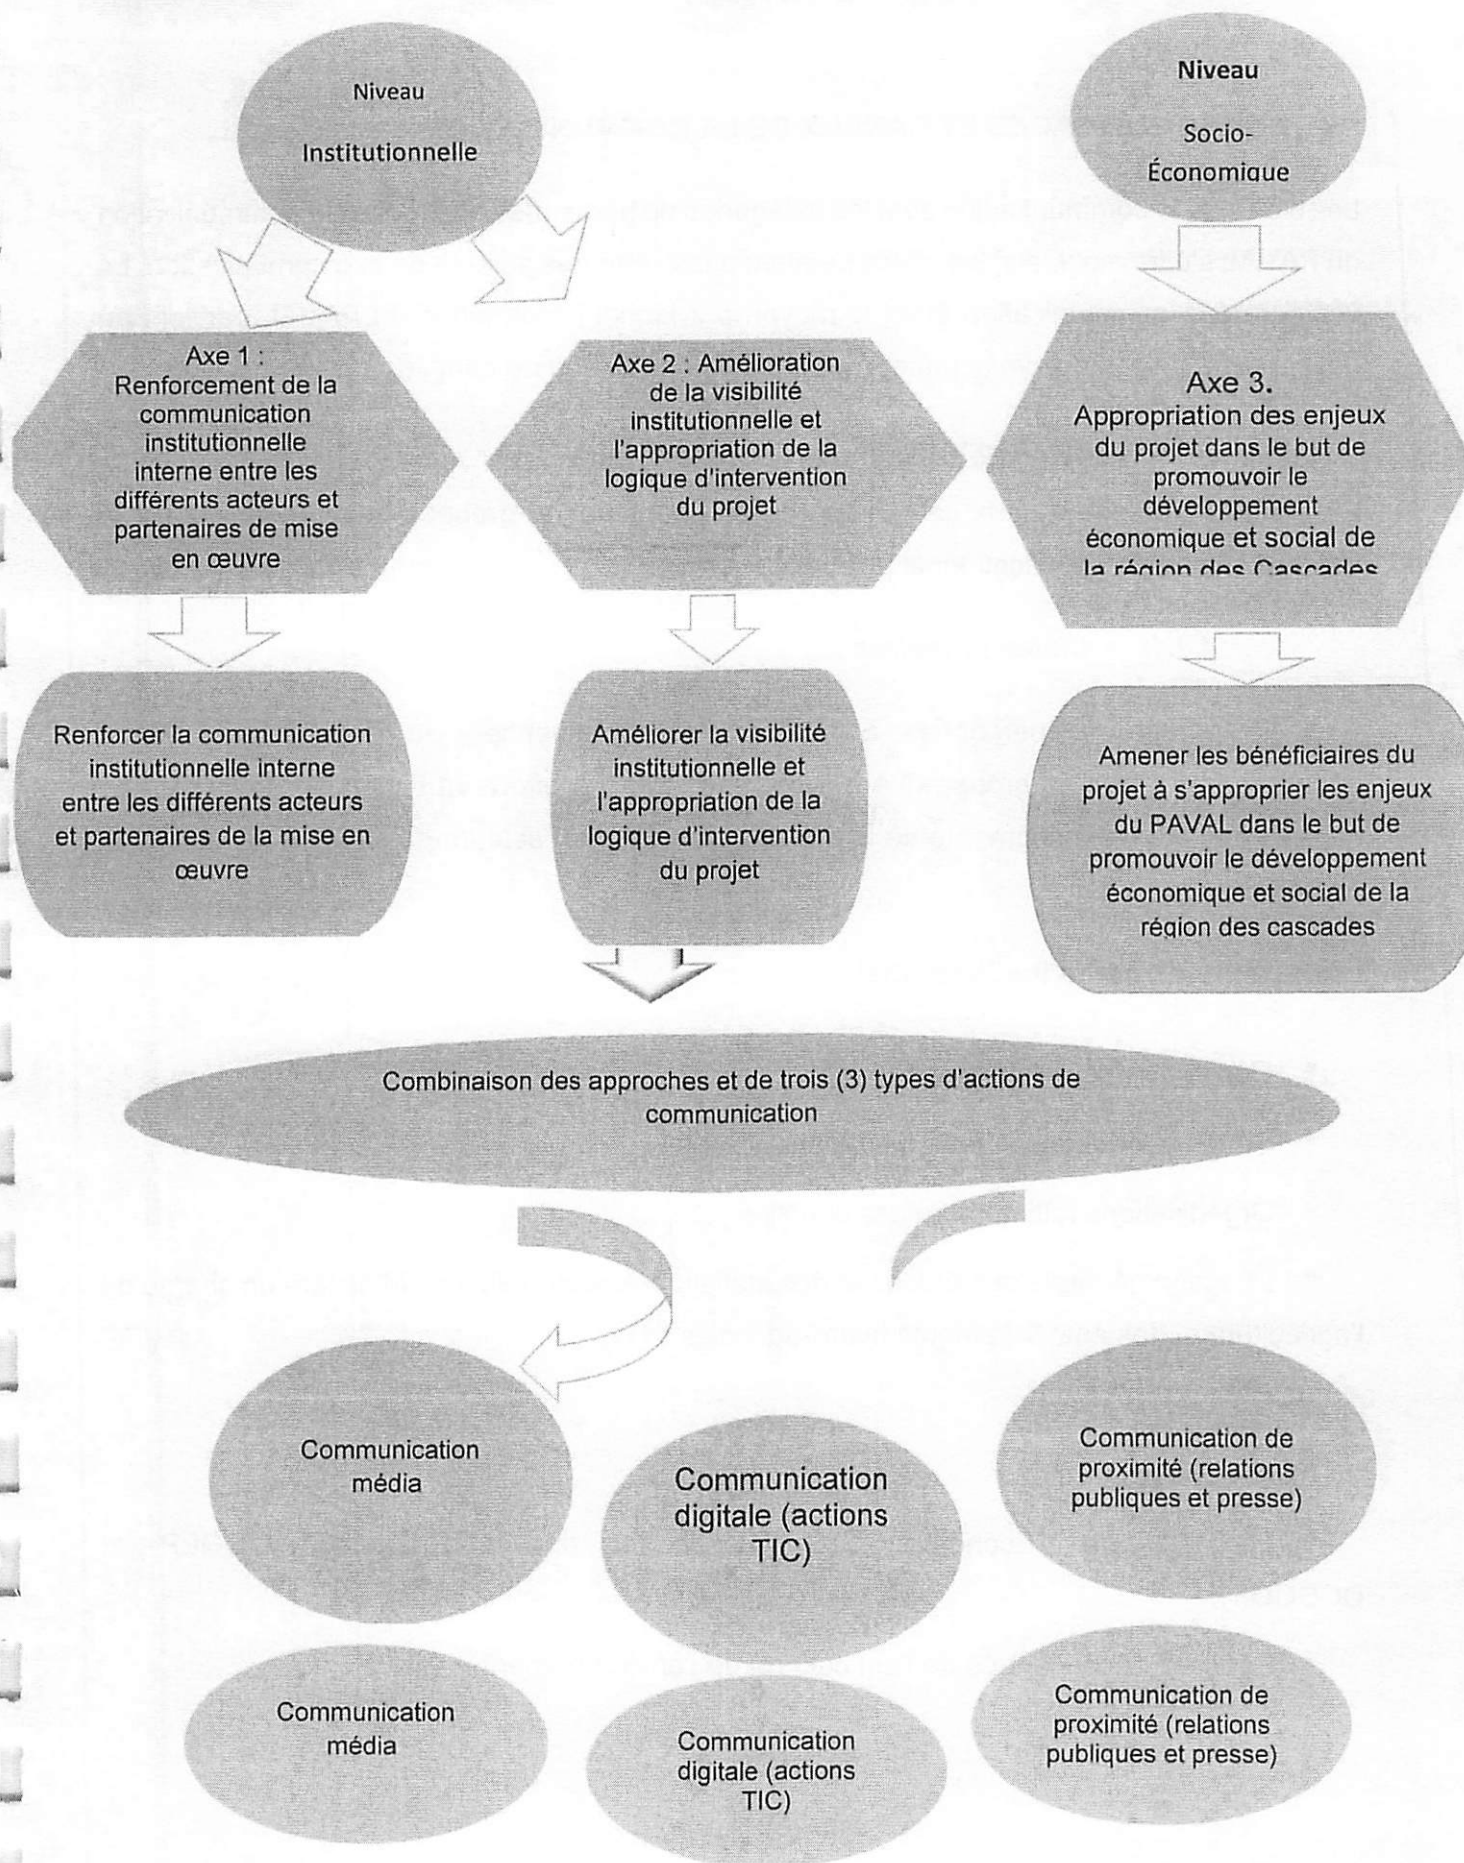 Niveau
Institutionnelle
Niveau
Socio-
Économique
Axe 1 :
Renforcement de la
communication
institutionnelle
interne entre les
différents acteurs et
partenaires de mise
en œuvre
Axe 2 : Amélioration
de la visibilité
institutionnelle et
l'appropriation de la
logique d'intervention
du projet
Axe 3.
Appropriation des enjeux
du projet dans le but de
promouvoir le
développement
économique et social de
la région des Cascades
Renforcer la communication
institutionnelle interne
entre les différents acteurs
et partenaires de la mise en
œuvre
Améliorer la visibilité
institutionnelle et
l'appropriation de la
logique d'intervention
du projet
Amener les bénéficiaires du
projet à s'approprier les enjeux
du PAVAL dans le but de
promouvoir le développement
économique et social de la
région des cascades
Combinaison des approches et de trois (3) types d'actions de
communication
Communication
média
Communication
digitale (actions
TIC)
Communication de
proximité (relations
publiques et presse)
Communication
média
Communication
digitale (actions
TIC)
Communication de
proximité (relations
publiques et presse)